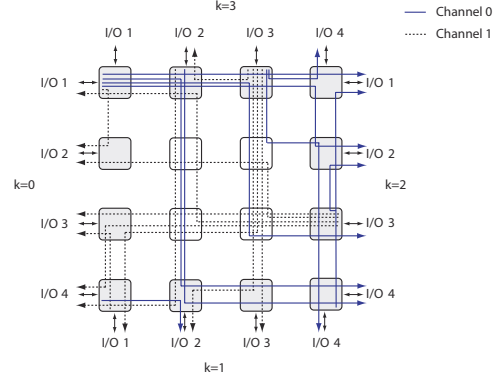 k=3
Channel 0
Channel 1
I/O 1 I/O 2 I/O 3 I/O 4
I/O 1 I/O 1
I/O 2 I/O 2
k=0 k=2
I/O 3 I/O 3
I/O 4 I/O 4
I/O 1 I/O 2 I/O 3 I/O 4
k=1